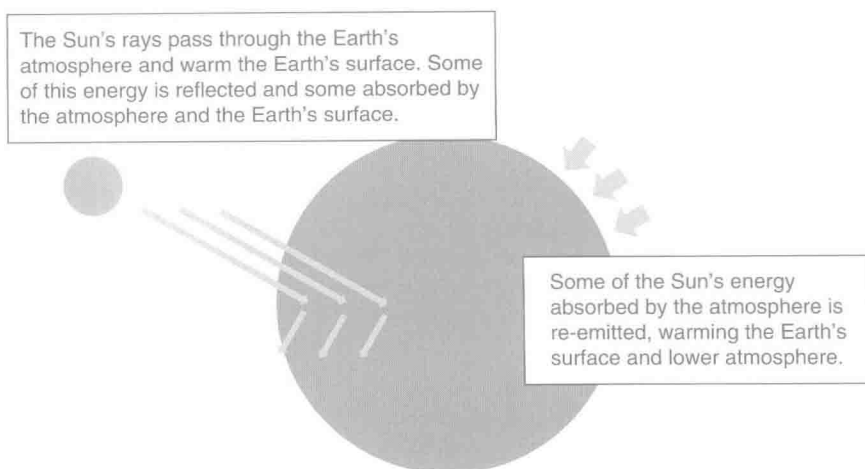 The Sun's rays pass through the Earth's
atmosphere and warm the Earth's surface. Some
of this energy is reflected and some absorbed by
the atmosphere and the Earth's surface.
Some of the Sun's energy
absorbed by the atmosphere is
re-emitted, warming the Earth's
surface and lower atmosphere.